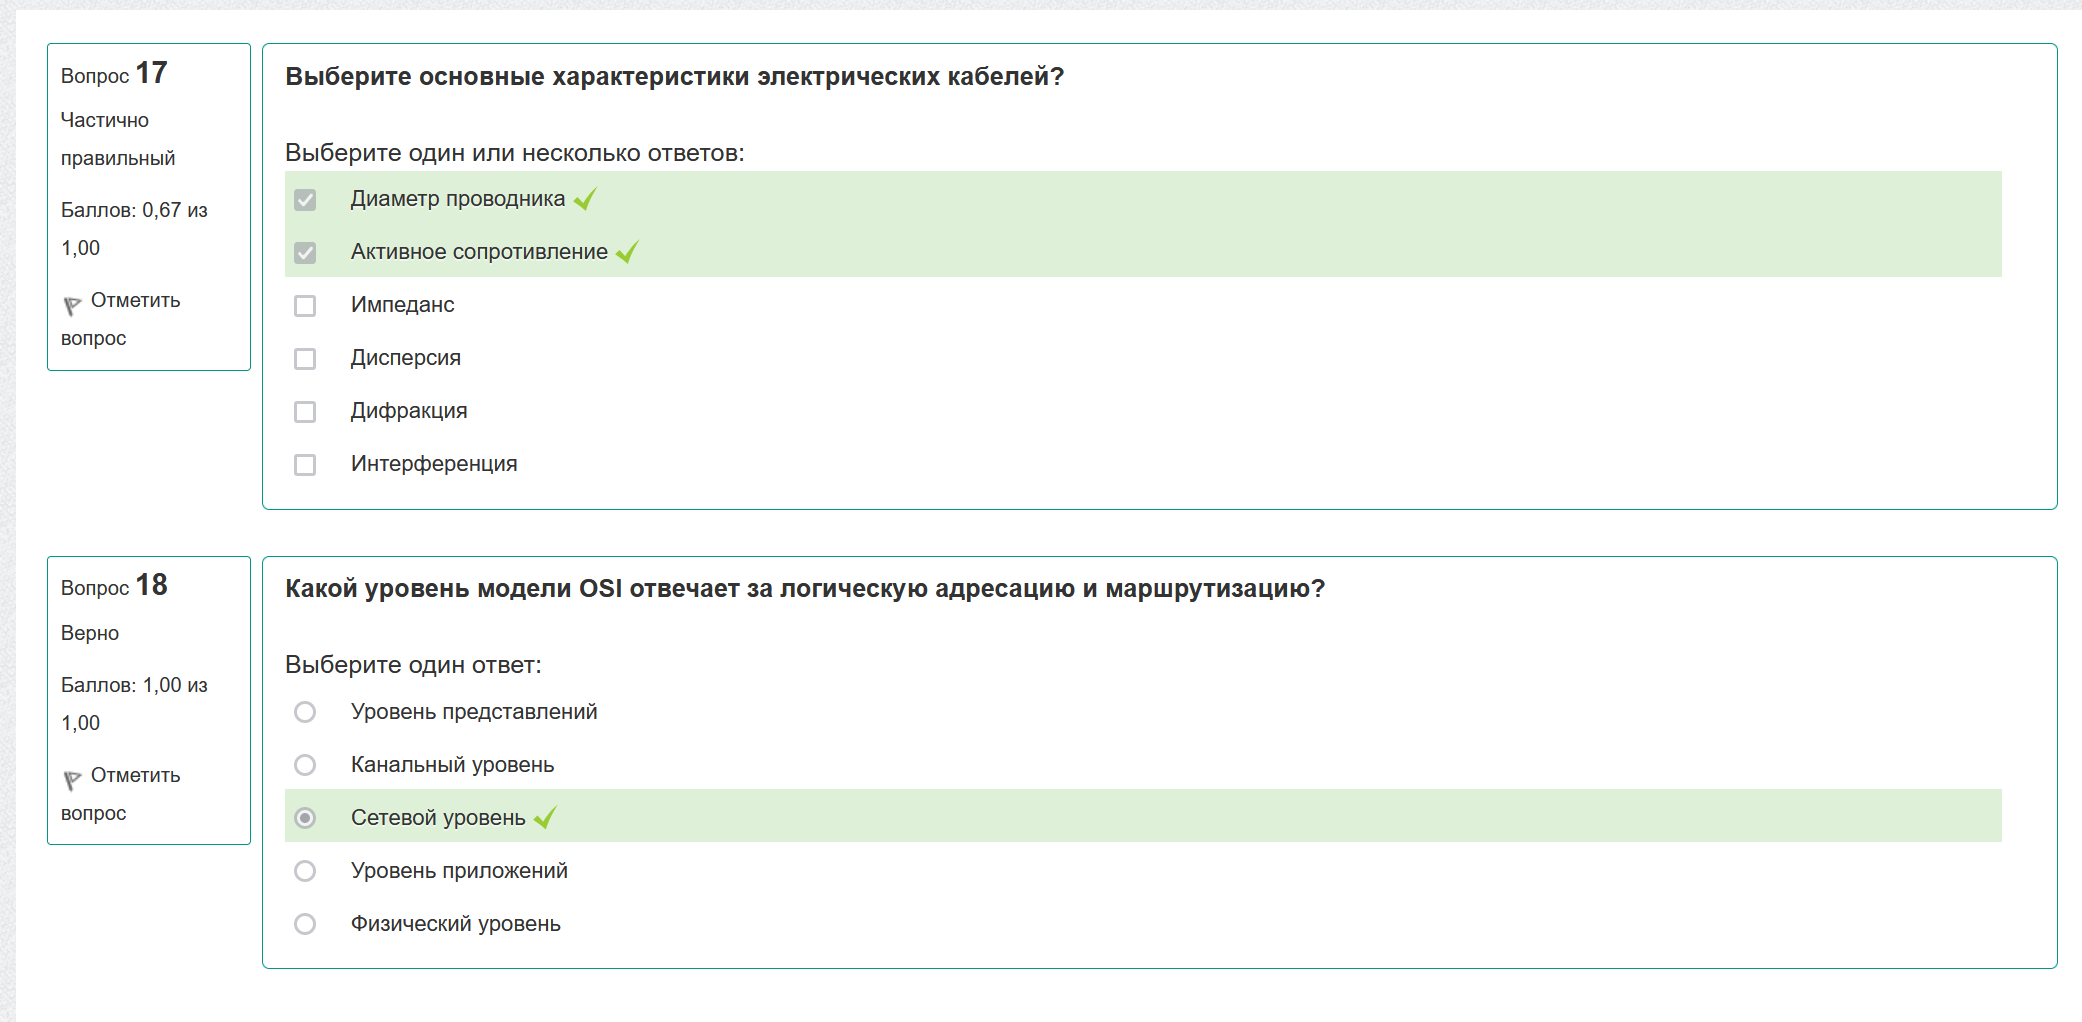 Вопрос 17
Частично
правильный
Баллов: 0,67 из
1,00
Отметить
вопрос
Выберите основные характеристики электрических кабелей?
Выберите один или несколько ответов:
Диаметр проводника
Активное сопротивление
Импеданс
Дисперсия
Дифракция
Интерференция
Вопрос 18
Верно
Баллов: 1,00 из
1,00
Отметить
вопрос
Какой уровень модели OSI отвечает за логическую адресацию и маршрутизацию?
Выберите один ответ:
Уровень представлений
Канальный уровень
Сетевой уровень
Уровень приложений
Физический уровень